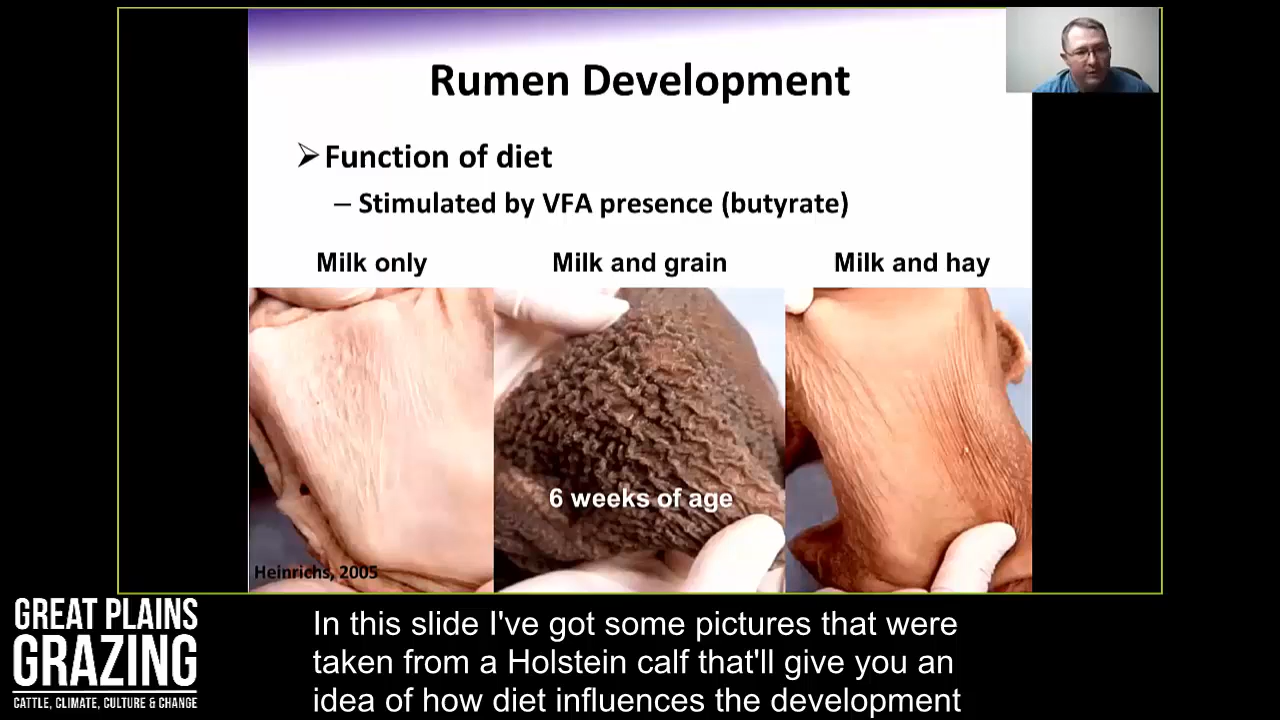 Rumen Development
➢ Function of diet
– Stimulated by VFA presence (butyrate)
Milk only
Milk and grain
Milk and hay
6 weeks of age
Heinrichs, 2005
GREAT PLAINS
GRAZING
CATTLE, CLIMATE, CULTURE & CHANGE
In this slide I've got some pictures that were
taken from a Holstein calf that'll give you an
idea of how diet influences the development